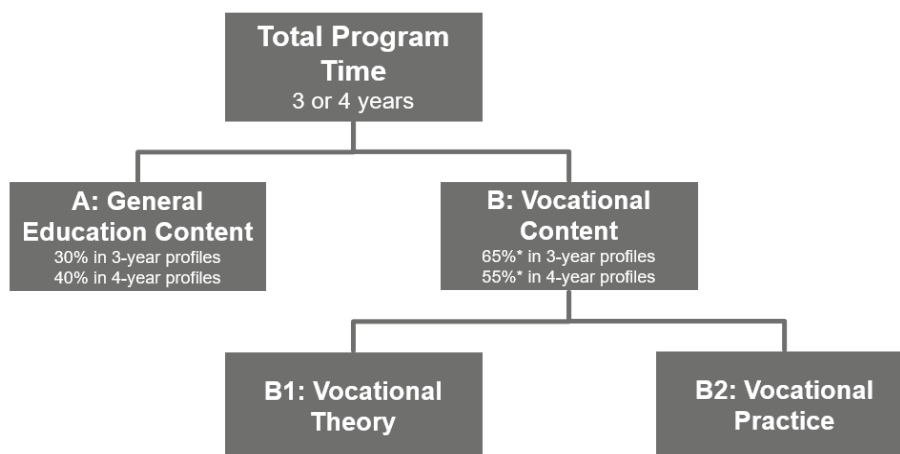 Total Program
Time
3 or 4 years
A: General
Education Content
30% in 3-year profiles
40% in 4-year profiles
B: Vocational
Content
65%* in 3-year profiles
55%* in 4-year profiles
B1: Vocational
Theory
B2: Vocational
Practice